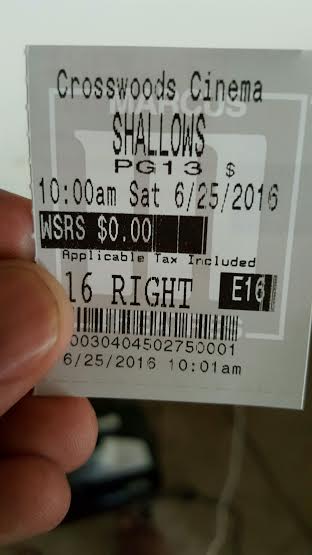 Crosswoods Cinema
MARCUS
SHALLOWS
PG13 $
10:00am Sat 6/25/2016
WSRS $0.00
Applicable Tax Included
16 RIGHT E16
0030404502750001
6/25/2016 10:01am